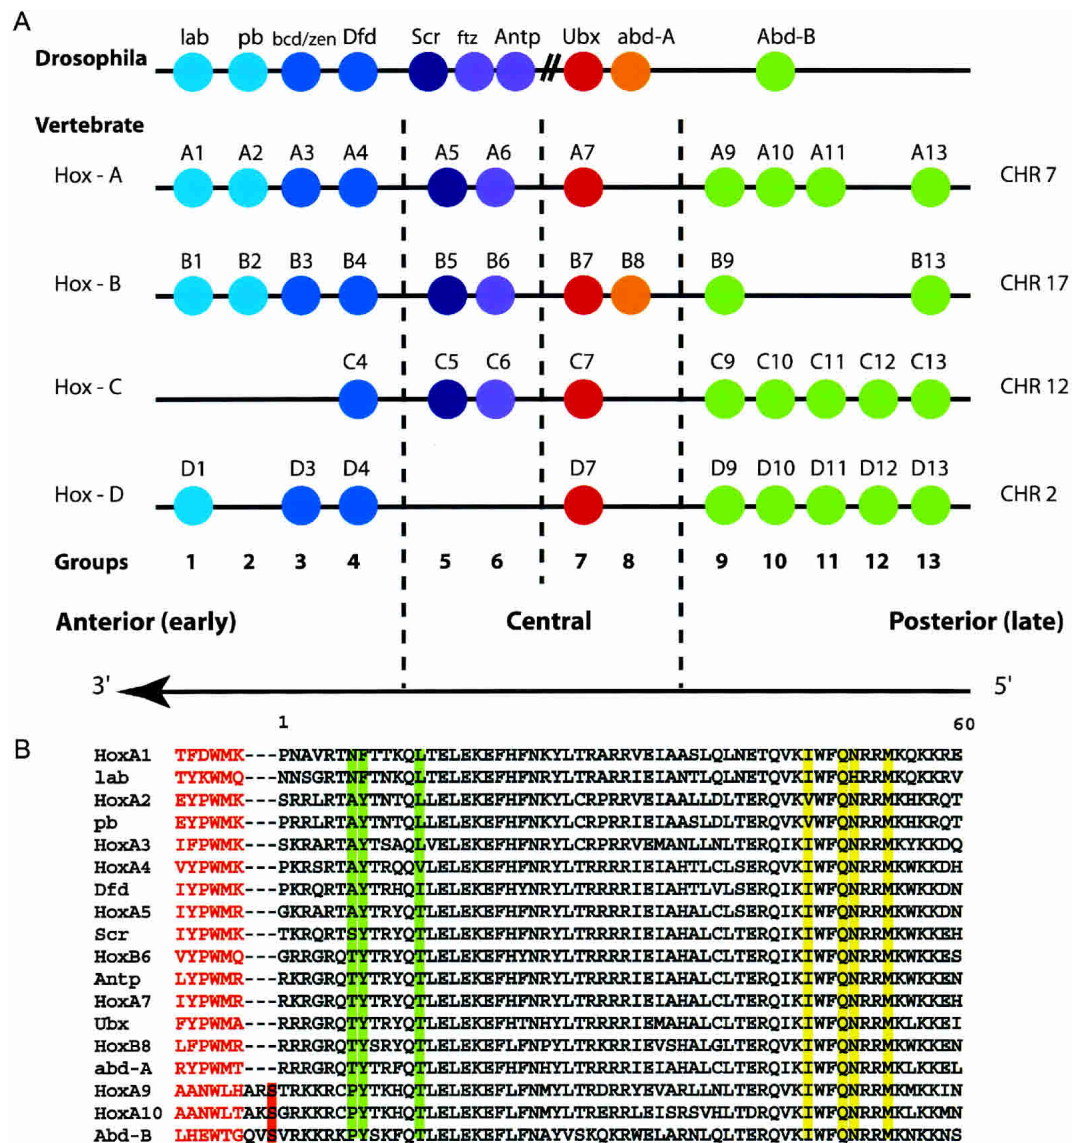 A
lab pb bcd/zen Dfd Scr ftz Antp Ubx abd-A Abd-B
Drosophila
Vertebrate
A1 A2 A3 A4 A5 A6 A7 A9 A10 A11 A13
Hox - A CHR 7
B1 B2 B3 B4 B5 B6 B7 B8 B9 B13
Hox - B CHR 17
C4 C5 C6 C7 C9 C10 C11 C12 C13
Hox - C CHR 12
D1 D3 D4 D7 D9 D10 D11 D12 D13
Hox - D CHR 2
Groups 1 2 3 4 5 6 7 8 9 10 11 12 13
Anterior (early) Central Posterior (late)
3' 5'
1 60
B
HoxA1 TFDWMK---PNAVRTNFTTKQLTELEKEFHFNKYLTRARRVEIAASLQLNETQVKIWFQNRRMKQKKRE
lab TYKWMQ---NNSGRTNFTNKQLTELEKEFHFNRYLTRARRIEIANTLQLNETQVKIWFQHRRMKQKKRV
HoxA2 EYPWMK---SRRLRTAYTNTQLLELEKEFHFNKYLCRPRRVEIAALLDLTERQVKVWFQNRRMKHKRQT
pb EYPWMK---PRRLRTAYTNTQLLELEKEFHFNKYLCRPRRIEIAASLDLTERQVKVWFQNRRMKHKRQT
HoxA3 IFPWMK---SKRARTAYTSAQLVELEKEFHFNRYLCRPRRVEMANLLNLTERQIKIWFQNRRMKYKKDQ
HoxA4 VYPWMK---PKRSRTAYTRQQVLELEKEFHFNRYLTRRRRIEIAHTLCLSERQVKIWFQNRRMKWKKDH
Dfd IYPWMK---PKRQRTAYTRHQILELEKEFHYNRYLTRRRRIEIAHTLVLSERQIKIWFQNRRMKWKKDN
HoxA5 IYPWMR---GKRARTAYTRYQTLELEKEFHFNRYLTRRRRIEIAHALCLSERQIKIWFQNRRMKWKKDN
Scr IYPWMK---TKRQRTSYTRYQTLELEKEFHFNRYLTRRRRIEIAHALCLTERQIKIWFQNRRMKWKKEH
HoxB6 VYPWMQ---GRRGRQTYTRYQTLELEKEFHFNRYLTRRRRIEIAHALCLTERQIKIWFQNRRMKWKKES
Antp LYPWMR---RKRGRQTYTRYQTLELEKEFHFNRYLTRRRRIEIAHALCLTERQIKIWFQNRRMKWKKEN
HoxA7 IYPWMR---RKRGRQTYTRYQTLELEKEFHFNRYLTRRRRIEIAHALCLTERQIKIWFQNRRMKWKKEH
Ubx FYPWMA---RRRGRQTYTRYQTLELEKEFHTNHYLTRRRRIEMAHALCLTERQIKIWFQNRRMKLKKEI
HoxB8 LFPWMR---RRRGRQTYSRYQTLELEKEFLFNPYLTRKRRIEVSHALGLTERQVKIWFQNRRMKWKKEN
abd-A RYPWMT---RRRGRQTYTRFQTLELEKEFHFNHYLTRRRRIEIAHALCLTERQIKIWFQNRRMKLKKEL
HoxA9 AANWLHARSTRKKRCPYTKHQTLELEKEFLFNMYLTRDRRYEVARLLNLTERQVKIWFQNRRMKMKKIN
HoxA10 AANWLTAKSGRKKRCPYTKHQTLELEKEFLFNMYLTRERRLEISRSVHLTDRQVKIWFQNRRMKLKKMN
Abd-B LHEWTGQVSVRKKRKPYSKFQTLELEKEFLFNAYVSKQKRWELARNLQLTERQVKIWFQNRRMKNKKNS